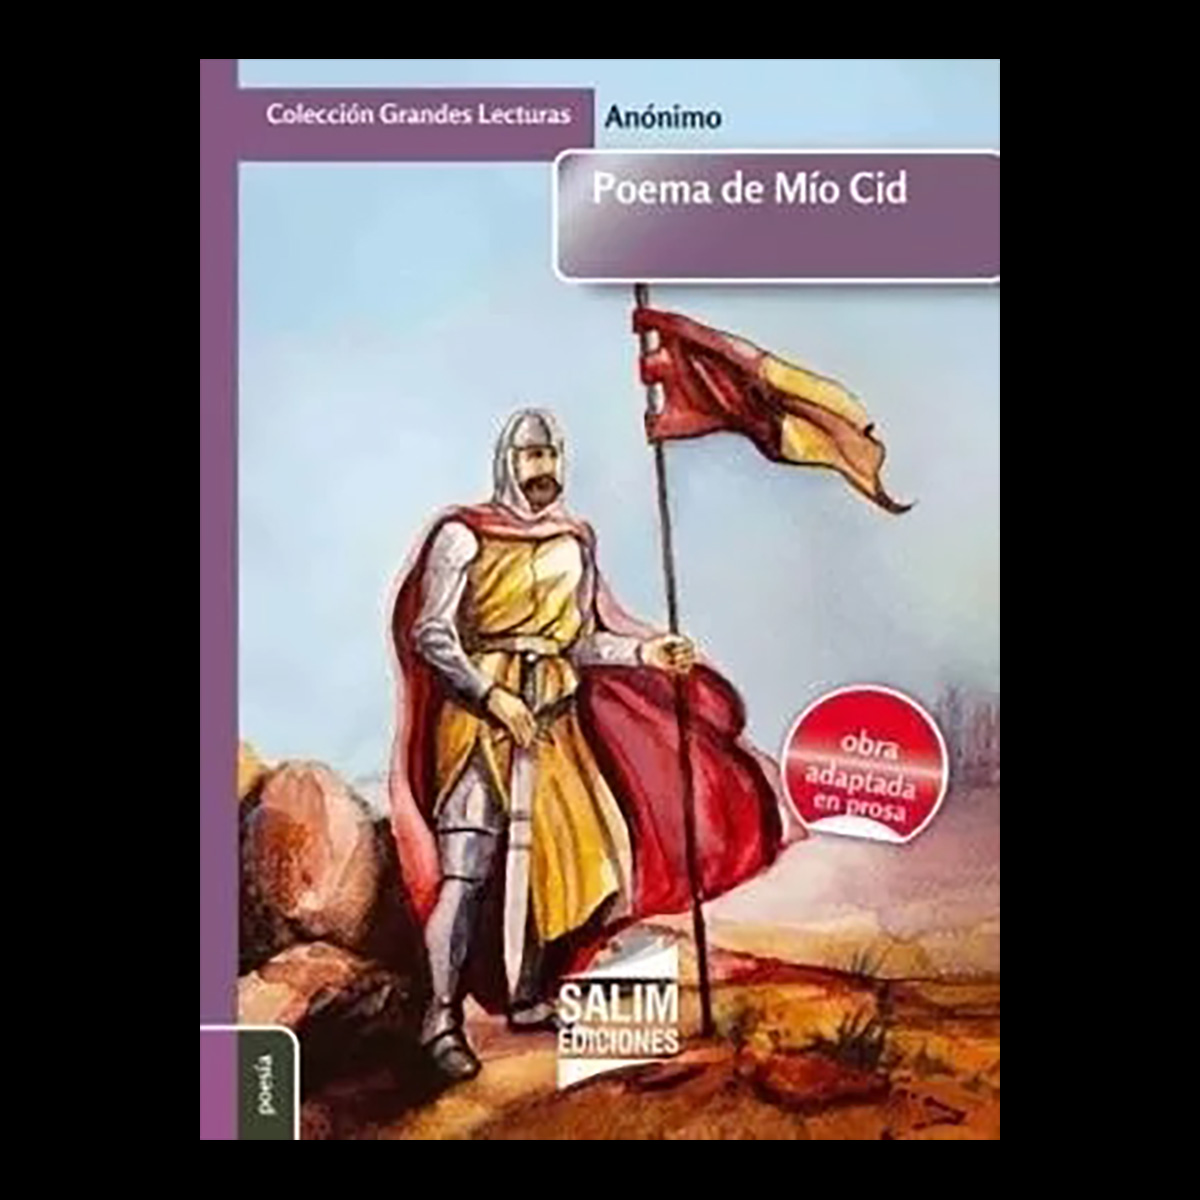 Colección Grandes Lecturas
Anónimo
Poema de Mío Cid
obra
adaptada
en prosa
SALIM
EDICIONES
poesía